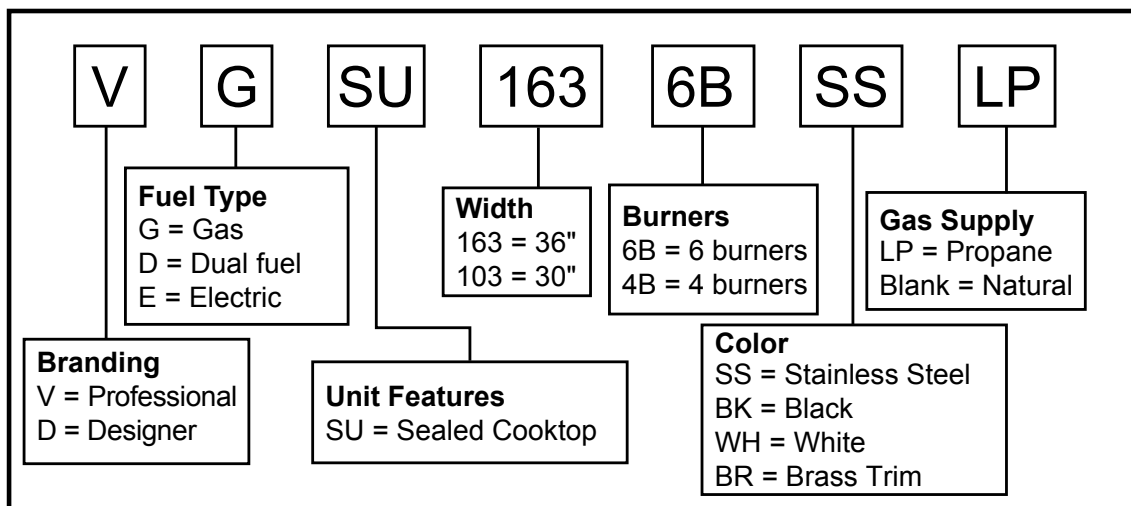 V G SU 163 6B SS LP
Fuel Type
G = Gas
D = Dual fuel
E = Electric
Width
163 = 36"
103 = 30"
Burners
6B = 6 burners
4B = 4 burners
Gas Supply
LP = Propane
Blank = Natural
Branding
V = Professional
D = Designer
Unit Features
SU = Sealed Cooktop
Color
SS = Stainless Steel
BK = Black
WH = White
BR = Brass Trim